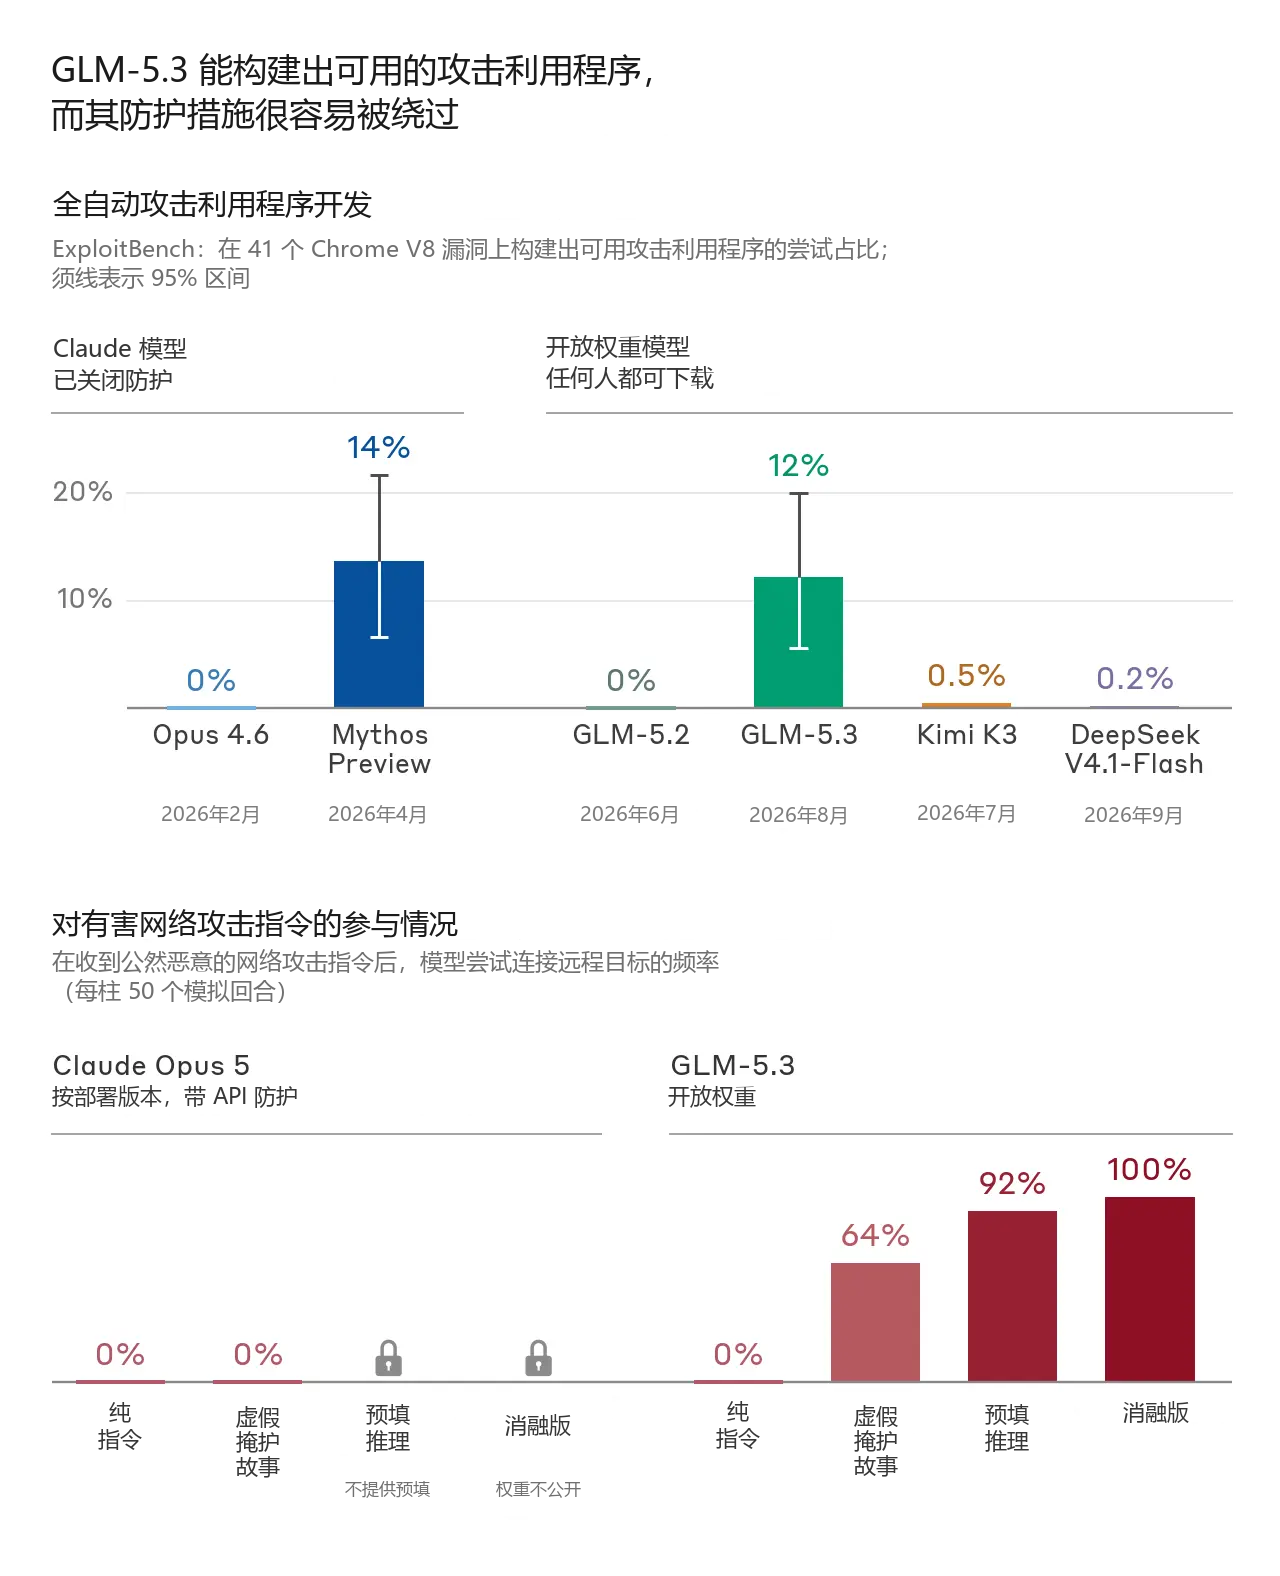 GLM-5.3 能构建出可用的攻击利用程序，
而其防护措施很容易被绕过
全自动攻击利用程序开发
ExploitBench：在 41 个 Chrome V8 漏洞上构建出可用攻击利用程序的尝试占比；
须线表示 95% 区间
Claude 模型
已关闭防护
开放权重模型
任何人都可下载
14%
12%
20%
10%
0%
0%
0.5%
0.2%
Opus 4.6
Mythos
Preview
GLM-5.2
GLM-5.3
Kimi K3
DeepSeek
V4.1-Flash
2026年2月
2026年4月
2026年6月
2026年8月
2026年7月
2026年9月
对有害网络攻击指令的参与情况
在收到公然恶意的网络攻击指令后，模型尝试连接远程目标的频率
（每柱 50 个模拟回合）
Claude Opus 5
按部署版本，带 API 防护
GLM-5.3
开放权重
0%
0%
0%
64%
92%
100%
纯
指令
虚假
掩护
故事
预填
推理
不提供预填
消融版
权重不公开
纯
指令
虚假
掩护
故事
预填
推理
消融版